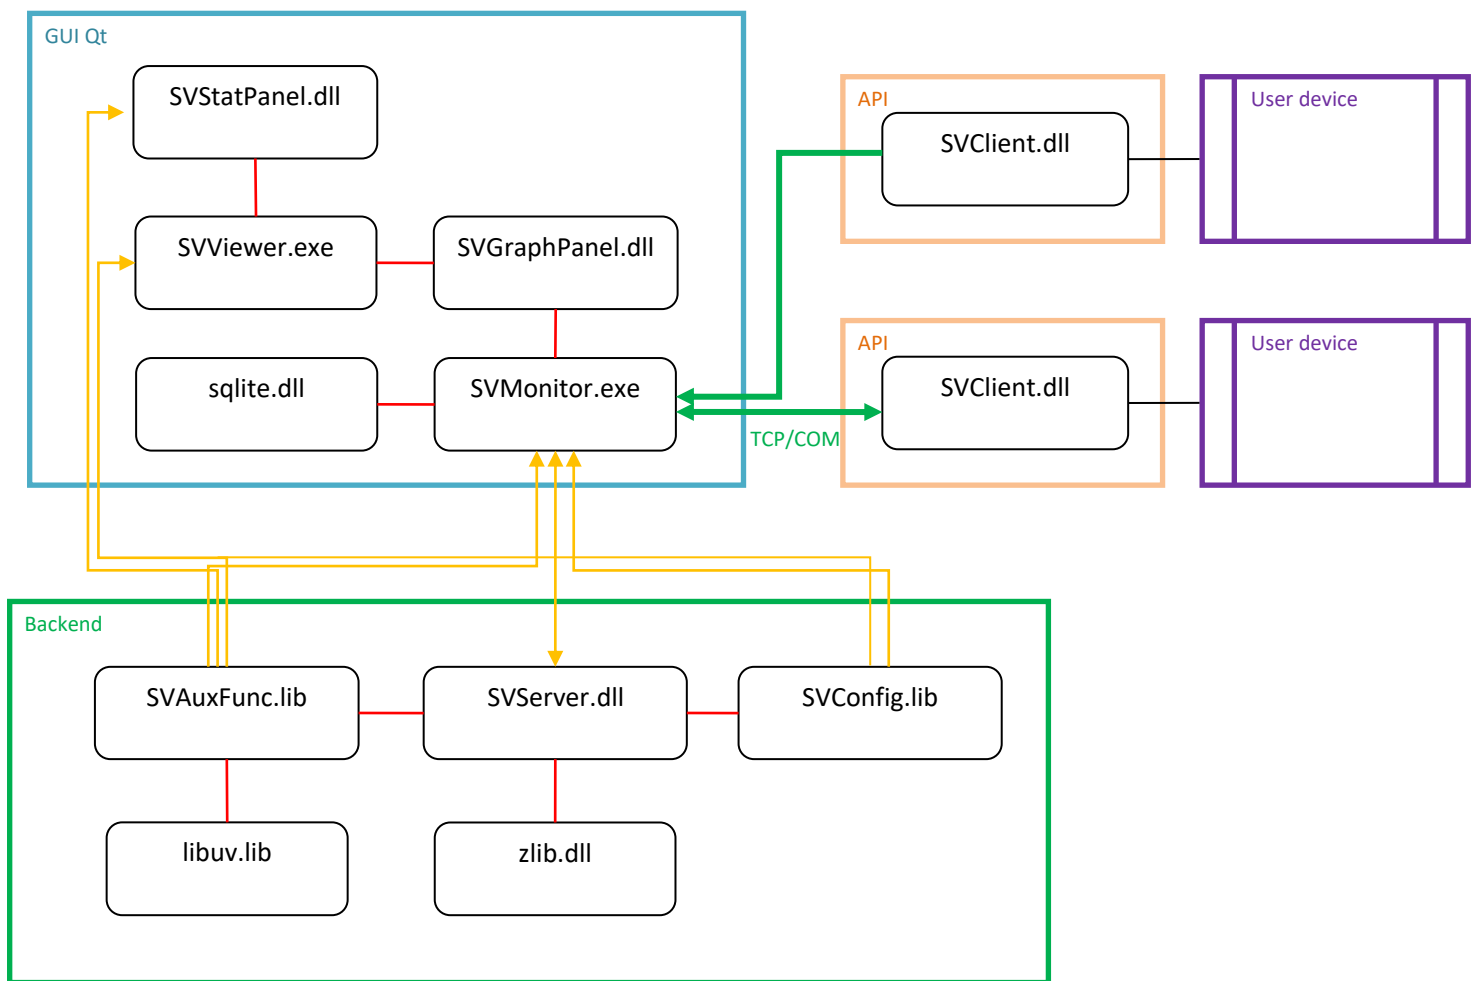 GUI Qt
SVStatPanel.dll
SVViewer.exe
SVGraphPanel.dll
sqlite.dll
SVMonitor.exe
API
SVClient.dll
User device
API
SVClient.dll
User device
TCP/COM
Backend
SVAuxFunc.lib
SVServer.dll
SVConfig.lib
libuv.lib
zlib.dll